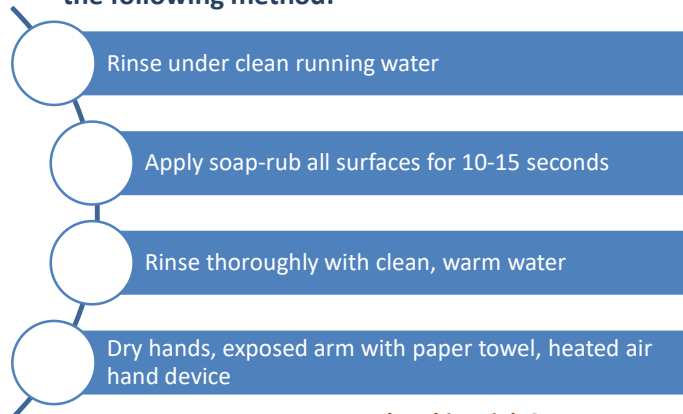 the following method:
Rinse under clean running water
Apply soap-rub all surfaces for 10-15 seconds
Rinse thoroughly with clean, warm water
Dry hands, exposed arm with paper towel, heated air
hand device